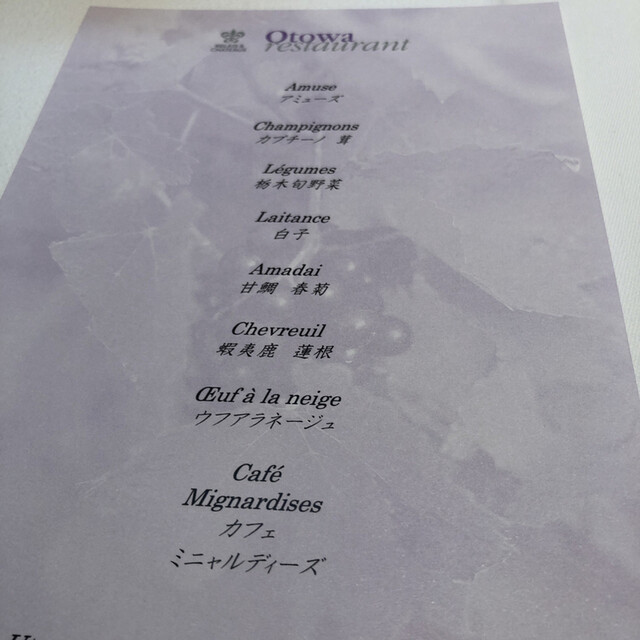 RELAIS & CHATEAUX
Otowa
restaurant
Amuse
アミューズ
Champignons
カプチーノ 茸
Légumes
栃木旬野菜
Laitance
白子
Amadai
甘鯛 春菊
Chevreuil
蝦夷鹿 蓮根
Œuf à la neige
ウフアラネージュ
Café
Mignardises
カフェ
ミニャルディーズ